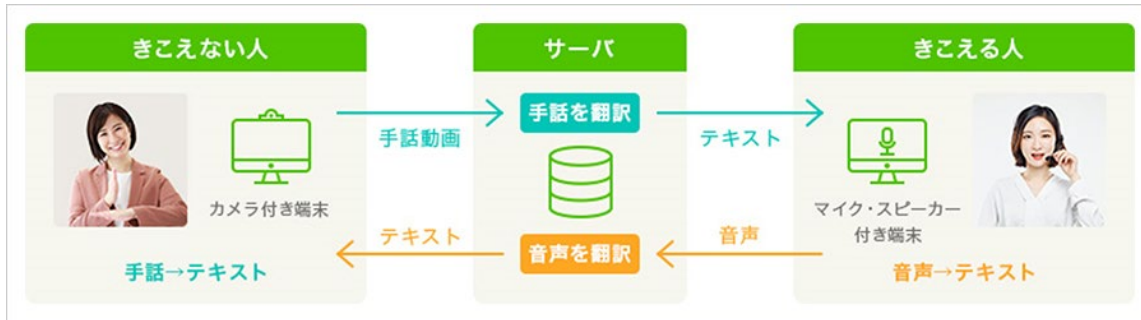 きこえない人
サーバ
きこえる人
手話動画
手話を翻訳
テキスト
カメラ付き端末
マイク・スピーカー
付き端末
テキスト
音声を翻訳
音声
手話→テキスト
音声→テキスト